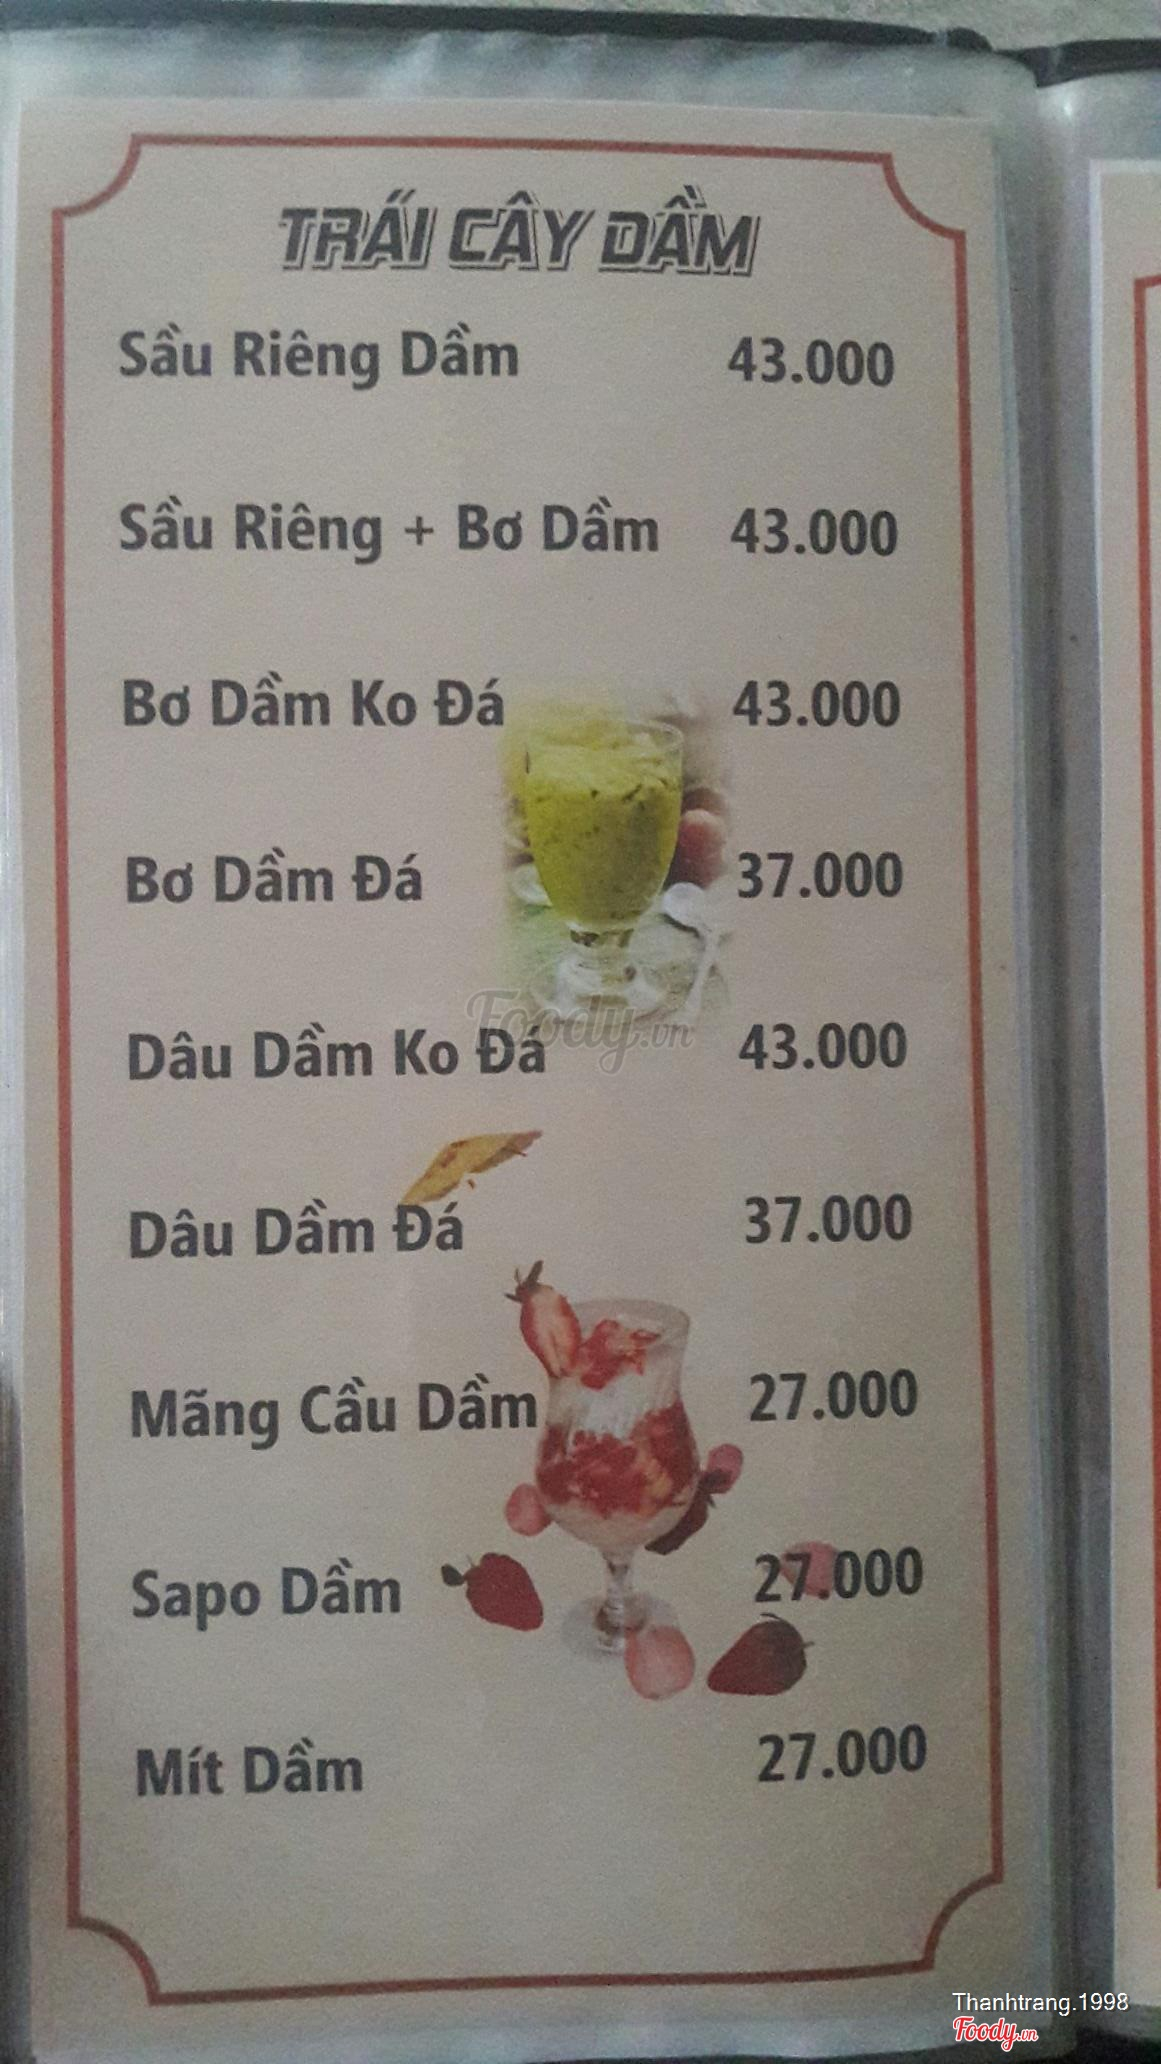 TRÁI CÂY DẦM
Sầu Riêng Dầm 43.000
Sầu Riêng + Bơ Dầm 43.000
Bơ Dầm Ko Đá 43.000
Bơ Dầm Đá 37.000
Foody.vn
Dâu Dầm Ko Đá 43.000
Dâu Dầm Đá 37.000
Mãng Cầu Dầm 27.000
Sapo Dầm 27.000
Mít Dầm 27.000
Thanhtrang.1998
Foody.vn